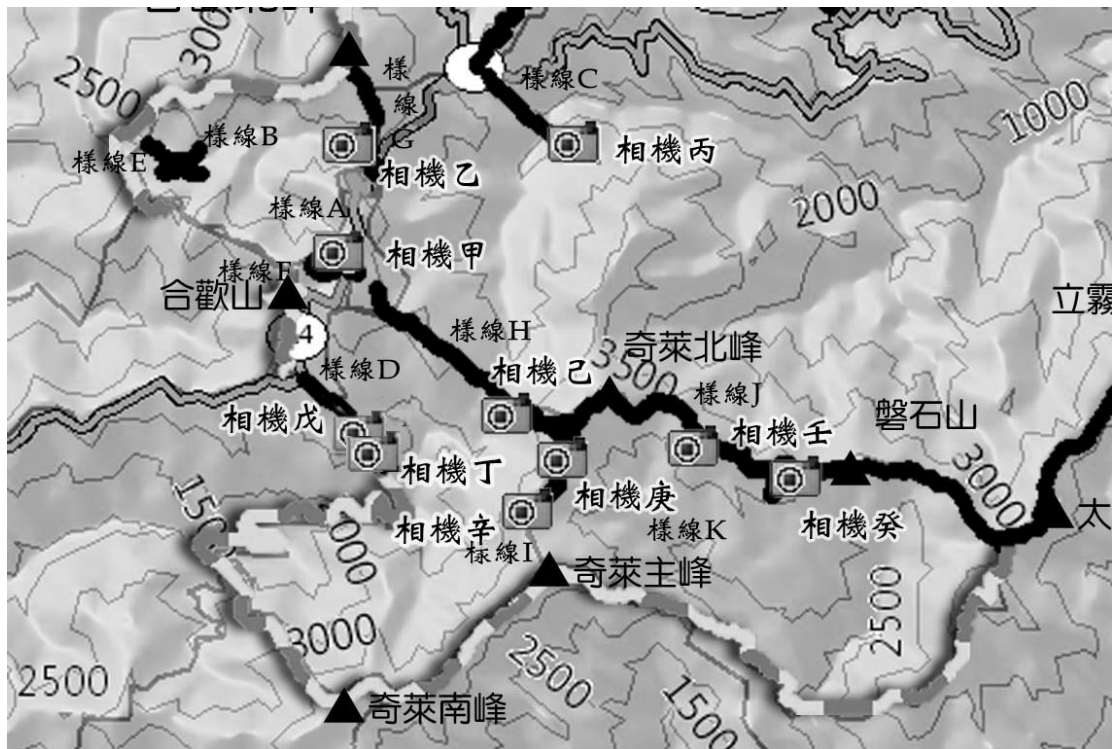 300
2500
樣線G
樣線C
1000
樣線B
樣線E
相機丙
相機乙
2000
樣線A
相機甲
樣線F
合歡山
立霧
4
樣線H
3500
奇萊北峰
樣線D
相機己
樣線J
相機戊
相機壬
磐石山
相機丁
3000
相機庚
相機辛
樣線K
相機癸
太
樣線I
奇萊主峰
3000
2500
2500
2500
1500
奇萊南峰